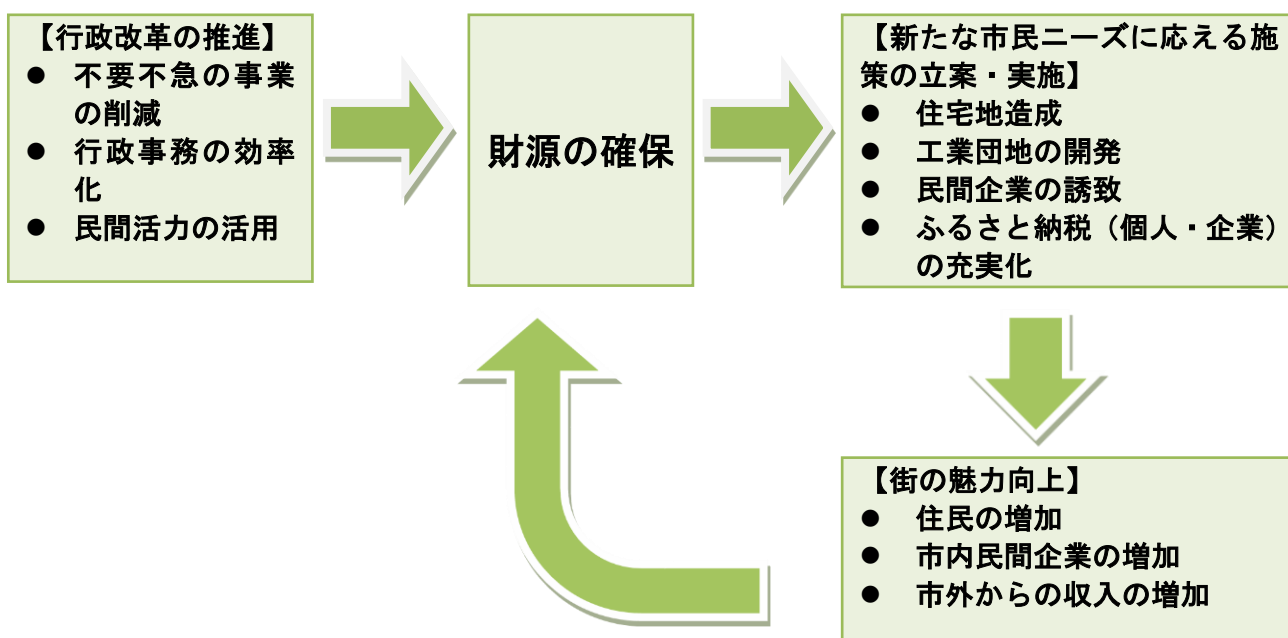 【行政改革の推進】
● 不要不急の事業
の削減
● 行政事務の効率
化
● 民間活力の活用
財源の確保
【新たな市民ニーズに応える施
策の立案・実施】
● 住宅地造成
● 工業団地の開発
● 民間企業の誘致
● ふるさと納税（個人・企業）
の充実化
【街の魅力向上】
● 住民の増加
● 市内民間企業の増加
● 市外からの収入の増加